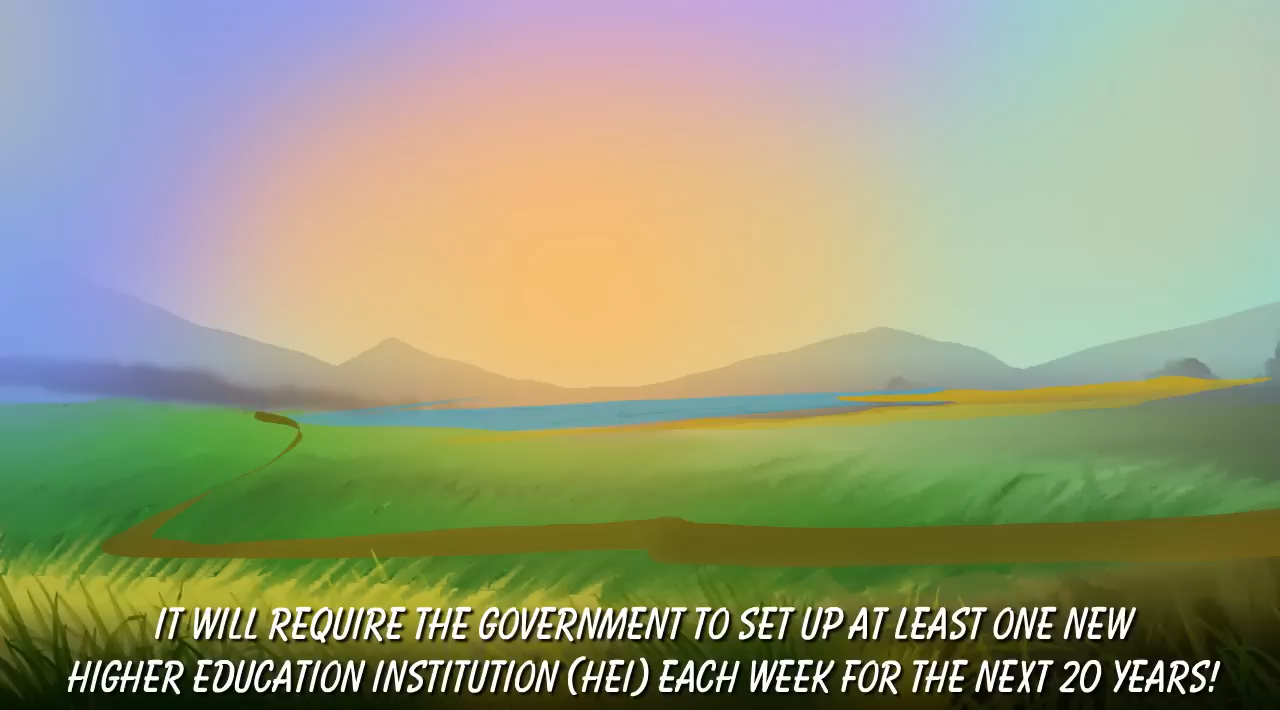 IT WILL REQUIRE THE GOVERNMENT TO SET UP AT LEAST ONE NEW
HIGHER EDUCATION INSTITUTION (HEI) EACH WEEK FOR THE NEXT 20 YEARS!